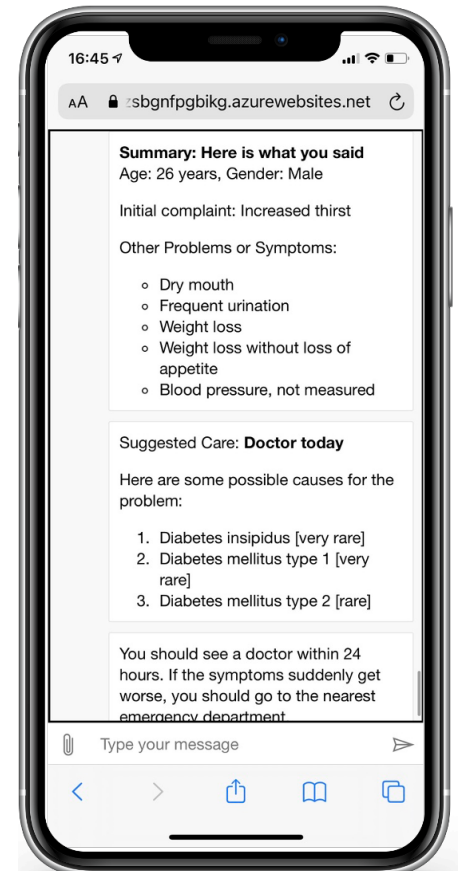 16:45
AA zsbgnfpgbikg.azurewebsites.net
Summary: Here is what you said
Age: 26 years, Gender: Male
Initial complaint: Increased thirst
Other Problems or Symptoms:
Dry mouth
Frequent urination
Weight loss
Weight loss without loss of
appetite
Blood pressure, not measured
Suggested Care: Doctor today
Here are some possible causes for the
problem:
1. Diabetes insipidus [very rare]
2. Diabetes mellitus type 1 [very
rare]
3. Diabetes mellitus type 2 [rare]
You should see a doctor within 24
hours. If the symptoms suddenly get
worse, you should go to the nearest
emergency department.
Type your message